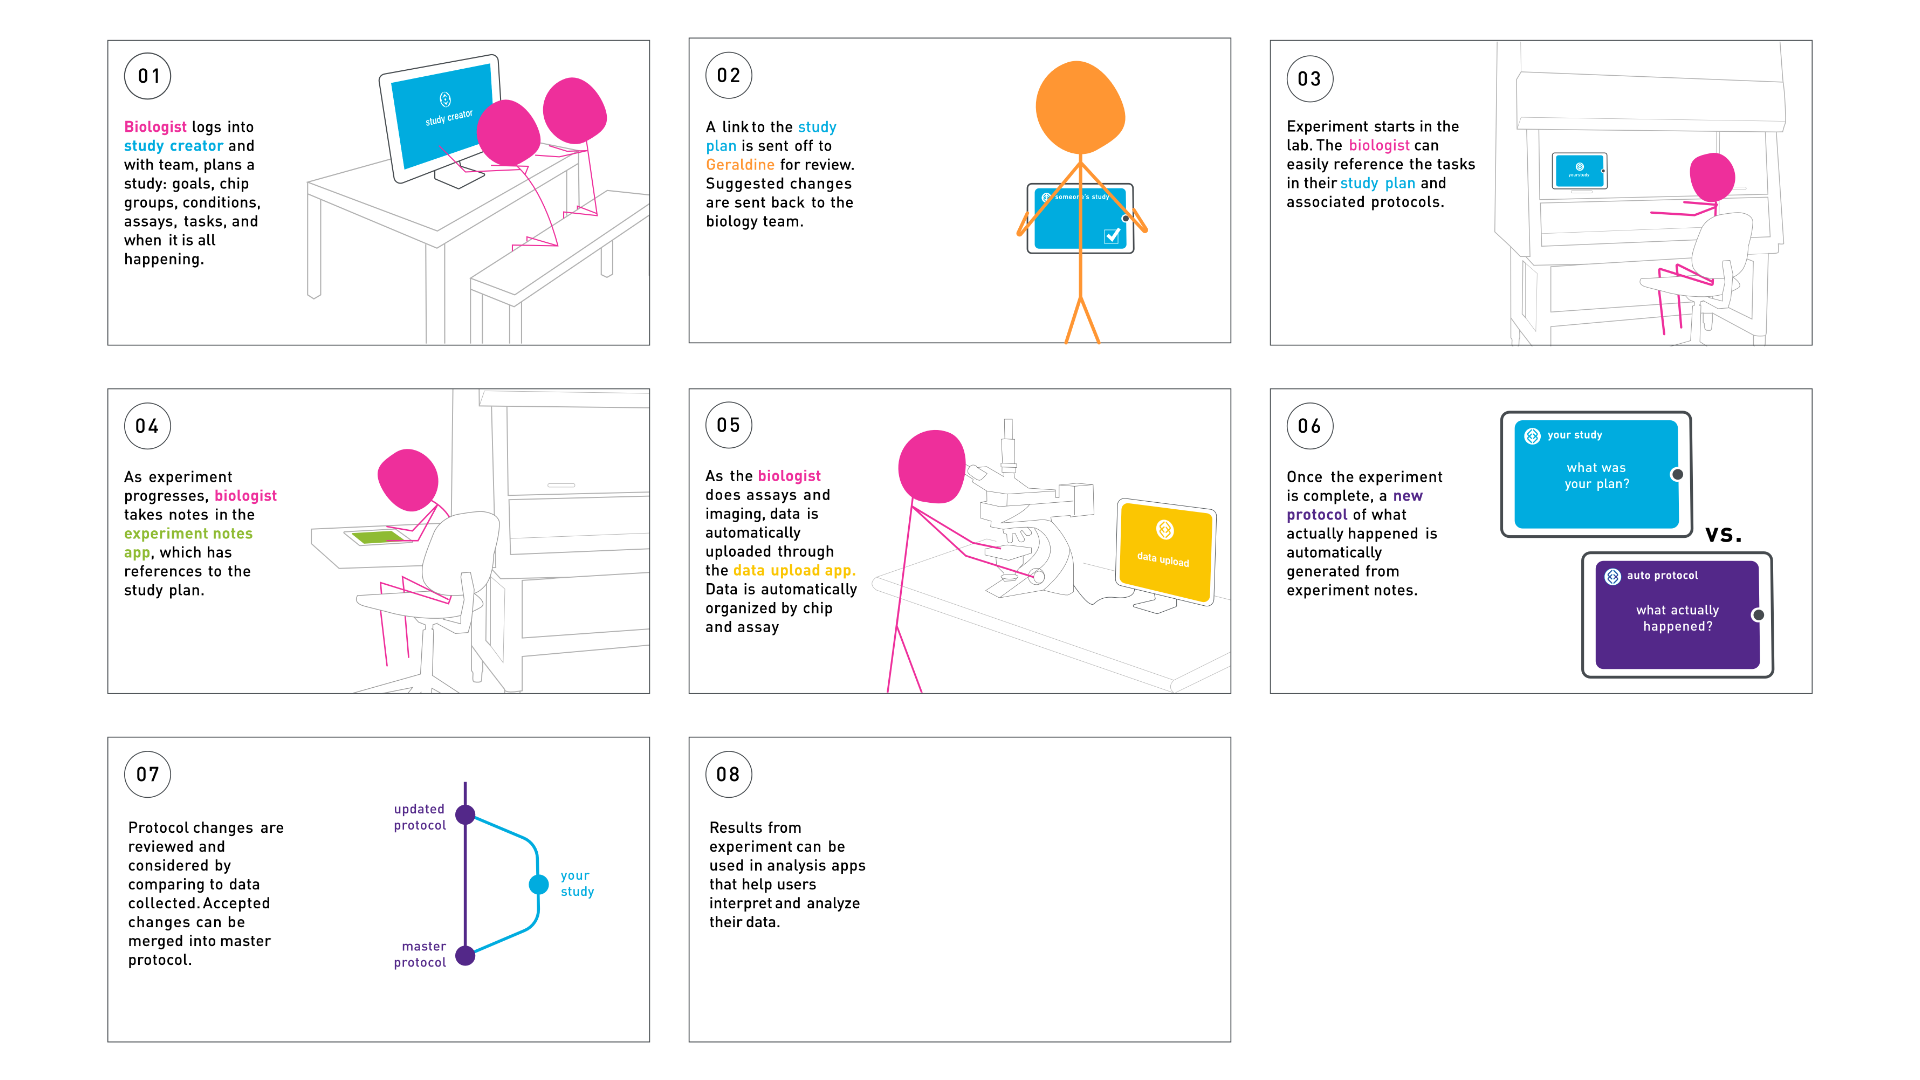 01
Biologist logs into
study creator and
with team, plans a
study: goals, chip
groups, conditions,
assays, tasks, and
when it is all
happening.
study creator
02
A link to the study
plan is sent off to
Geraldine for review.
Suggested changes
are sent back to the
biology team.
someone's study
03
Experiment starts in the
lab. The biologist can
easily reference the tasks
in their study plan and
associated protocols.
04
As experiment
progresses, biologist
takes notes in the
experiment notes
app, which has
references to the
study plan.
05
As the biologist
does assays and
imaging, data is
automatically
uploaded through
the data upload app.
Data is automatically
organized by chip
and assay
data upload
06
Once the experiment
is complete, a new
protocol of what
actually happened is
automatically
generated from
experiment notes.
your study
what was
your plan?
vs.
auto protocol
what actually
happened?
07
Protocol changes are
reviewed and
considered by
comparing to data
collected. Accepted
changes can be
merged into master
protocol.
updated
protocol
your
study
master
protocol
08
Results from
experiment can be
used in analysis apps
that help users
interpret and analyze
their data.